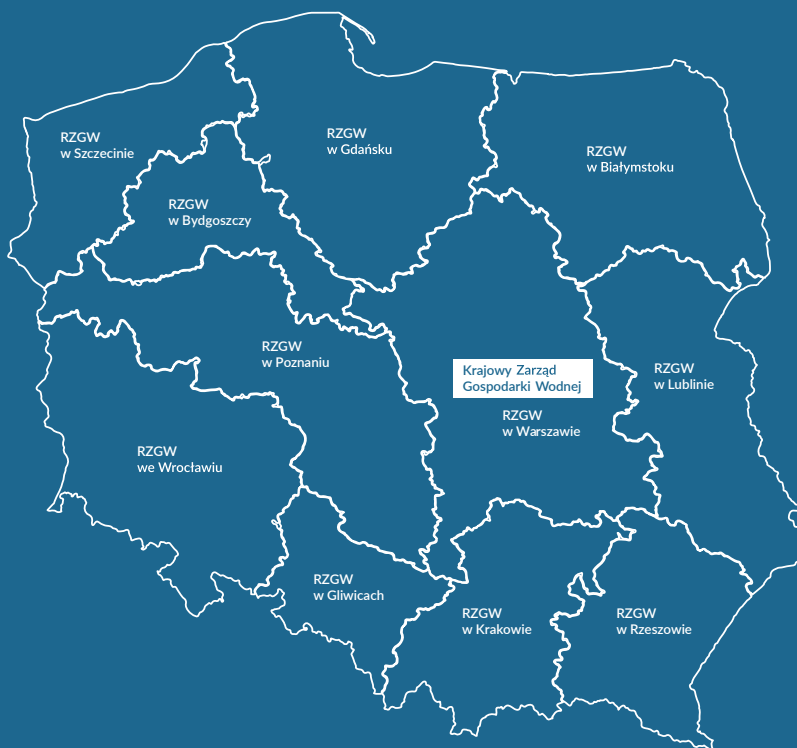 RZGW
w Szczecinie
RZGW
w Gdańsku
RZGW
w Białymstoku
RZGW
w Bydgoszczy
RZGW
w Poznaniu
Krajowy Zarząd
Gospodarki Wodnej
RZGW
w Warszawie
RZGW
w Lublinie
RZGW
we Wrocławiu
RZGW
w Gliwicach
RZGW
w Krakowie
RZGW
w Rzeszowie